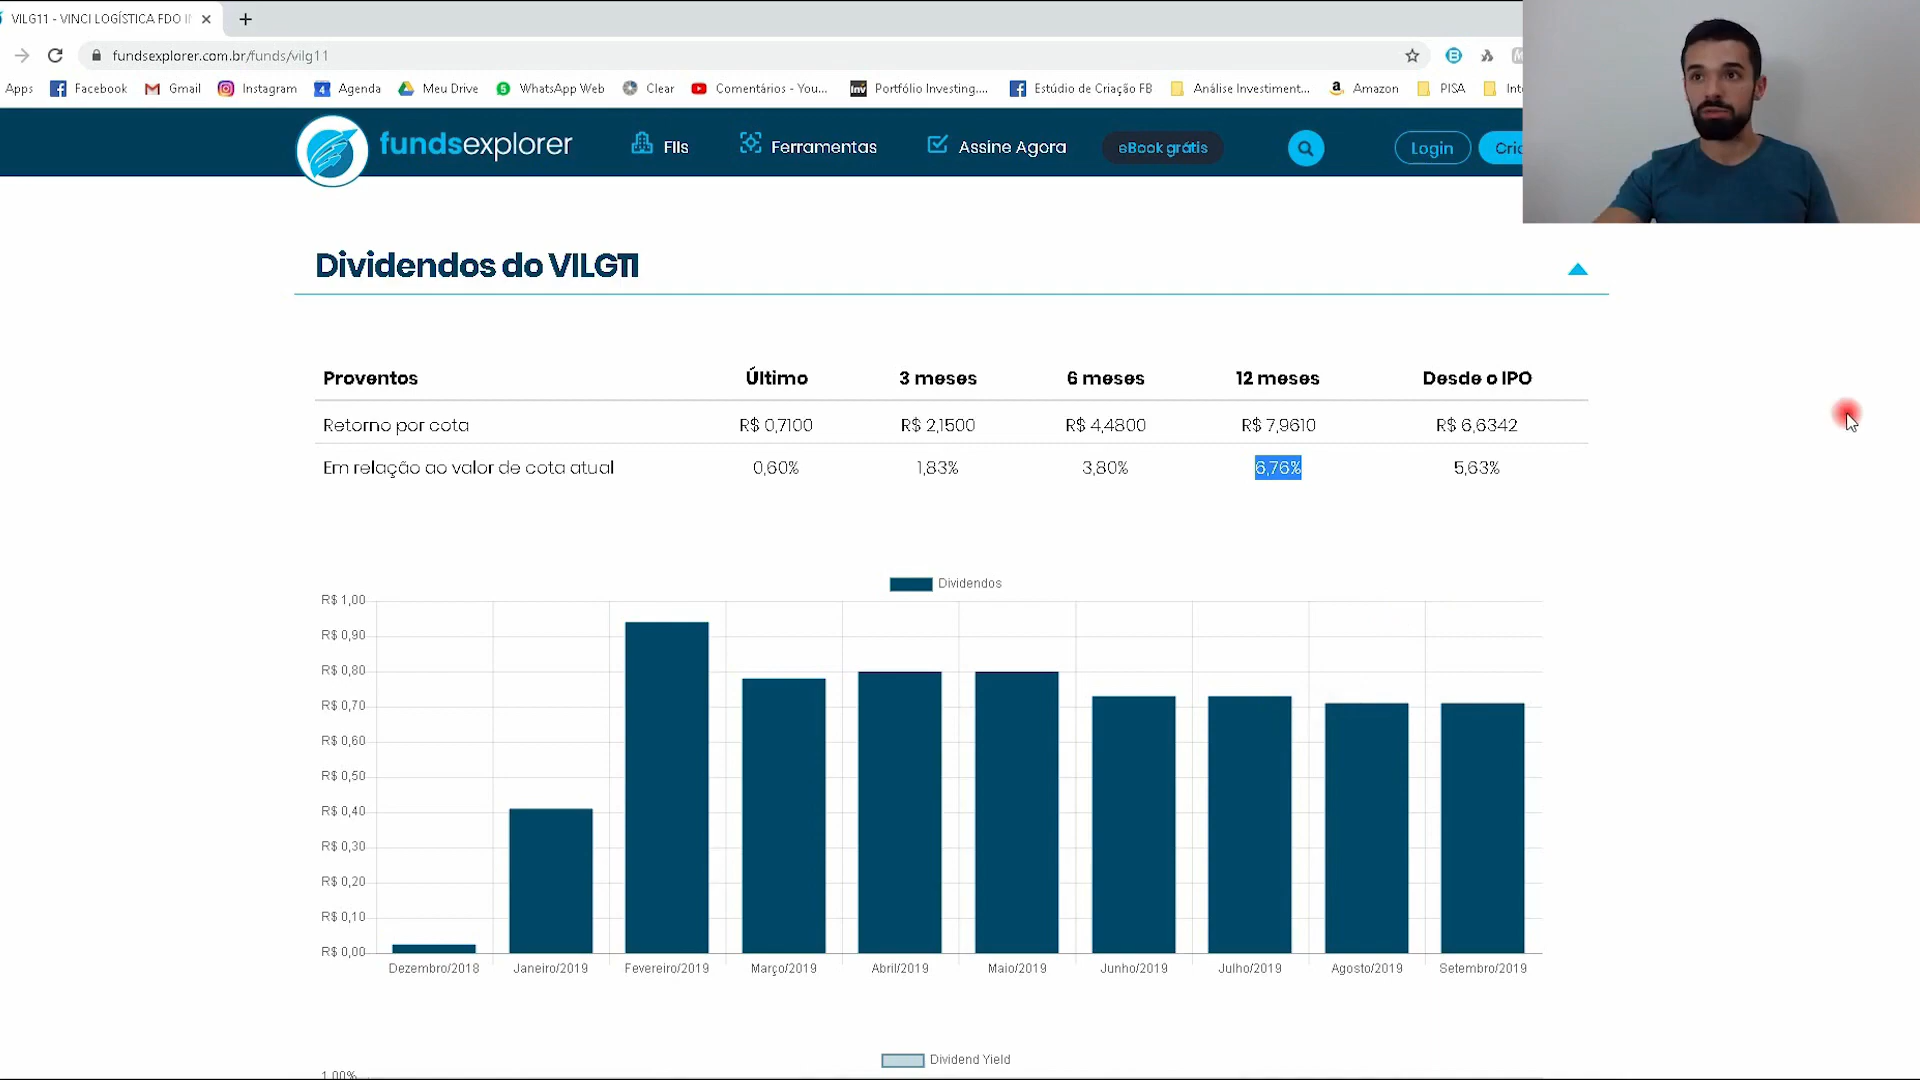 VILG11 - VINCI LOGÍSTICA FDO I
fundsexplorer.com.br/funds/vilg11
Apps Facebook Gmail Instagram Agenda Meu Drive WhatsApp Web Clear Comentários - You... Portfólio Investing.... Estúdio de Criação FB Análise Investiment... Amazon PISA
fundsexplorer FIIs Ferramentas Assine Agora eBook grátis Login
Dividendos do VILG11
Proventos Último 3 meses 6 meses 12 meses Desde o IPO
Retorno por cota R$ 0,7100 R$ 2,1500 R$ 4,4800 R$ 7,9610 R$ 6,6342
Em relação ao valor de cota atual 0,60% 1,83% 3,80% 6,76% 5,63%
Dividendos
R$ 1,00
R$ 0,90
R$ 0,80
R$ 0,70
R$ 0,60
R$ 0,50
R$ 0,40
R$ 0,30
R$ 0,20
R$ 0,10
R$ 0,00
Dezembro/2018 Janeiro/2019 Fevereiro/2019 Março/2019 Abril/2019 Maio/2019 Junho/2019 Julho/2019 Agosto/2019 Setembro/2019
Dividend Yield
1,00%